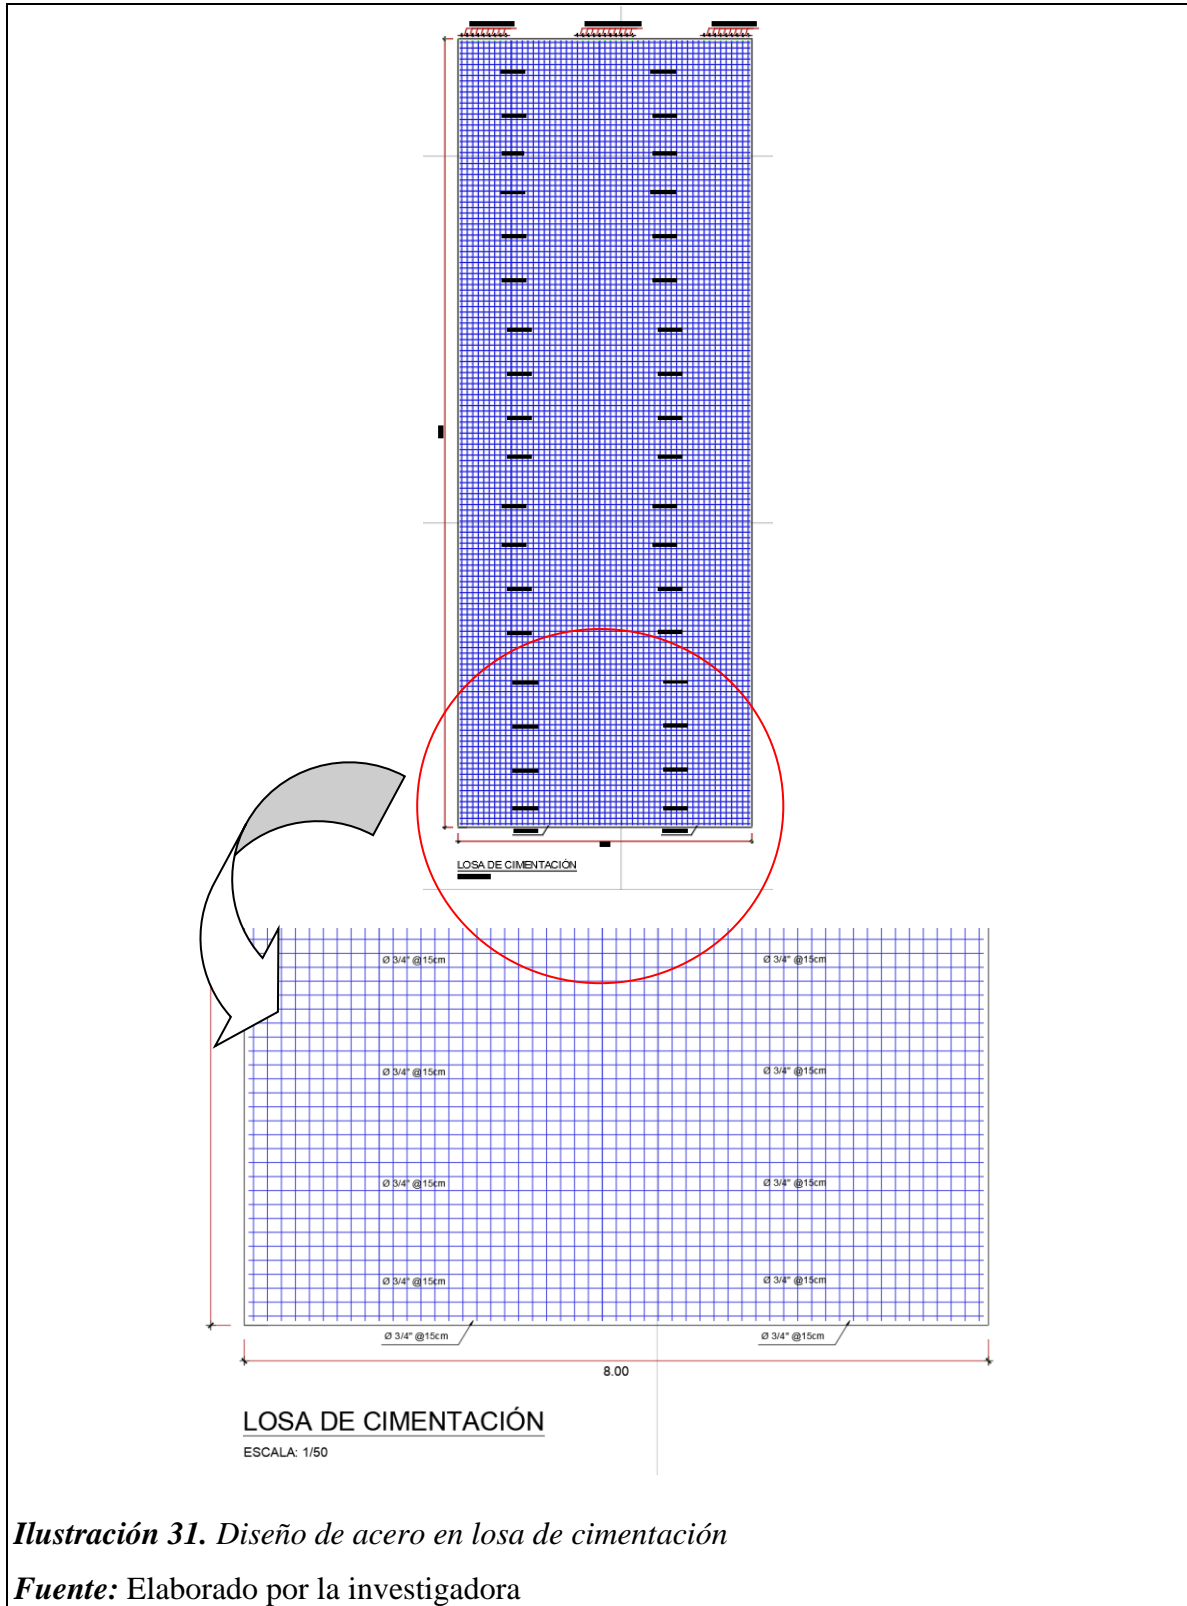 LOSA DE CIMENTACIÓN
Ø 3/4" @15cm Ø 3/4" @15cm
Ø 3/4" @15cm Ø 3/4" @15cm
Ø 3/4" @15cm Ø 3/4" @15cm
Ø 3/4" @15cm Ø 3/4" @15cm
Ø 3/4" @15cm Ø 3/4" @15cm
8.00
LOSA DE CIMENTACIÓN
ESCALA: 1/50
Ilustración 31. Diseño de acero en losa de cimentación
Fuente: Elaborado por la investigadora